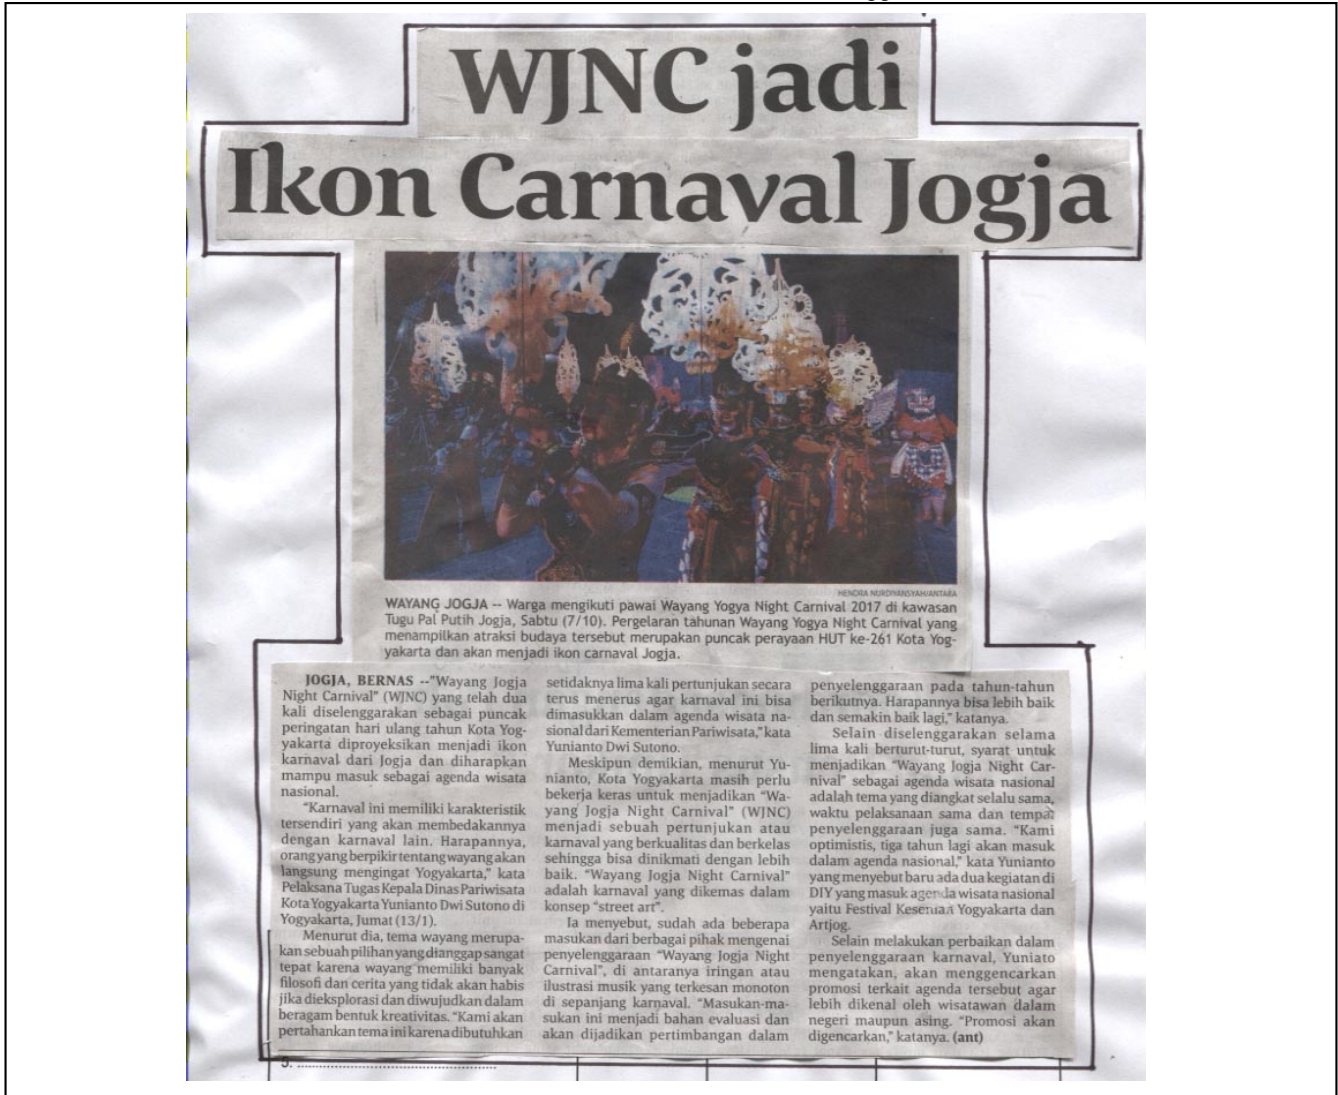 WJNC jadi
Ikon Carnaval Jogja
HENDRA NURDIYANSYAH/ANTARA
WAYANG JOGJA -- Warga mengikuti pawai Wayang Yogya Night Carnival 2017 di kawasan
Tugu Pal Putih Jogja, Sabtu (7/10). Pergelaran tahunan Wayang Yogya Night Carnival yang
menampilkan atraksi budaya tersebut merupakan puncak perayaan HUT ke-261 Kota Yog-
yakarta dan akan menjadi ikon carnaval Jogja.
JOGJA, BERNAS --"Wayang Jogja
Night Carnival" (WJNC) yang telah dua
kali diselenggarakan sebagai puncak
peringatan hari ulang tahun Kota Yog-
yakarta diproyeksikan menjadi ikon
karnaval dari Jogja dan diharapkan
mampu masuk sebagai agenda wisata
nasional.
"Karnaval ini memiliki karakteristik
tersendiri yang akan membedakannya
dengan karnaval lain. Harapannya,
orang yang berpikir tentang wayang akan
langsung mengingat Yogyakarta," kata
Pelaksana Tugas Kepala Dinas Pariwisata
Kota Yogyakarta Yunianto Dwi Sutono di
Yogyakarta, Jumat (13/1).
Menurut dia, tema wayang merupa-
kan sebuah pilihan yang dianggap sangat
tepat karena wayang memiliki banyak
filosofi dan cerita yang tidak akan habis
jika dieksplorasi dan diwujudkan dalam
beragam bentuk kreativitas. "Kami akan
pertahankan tema ini karena dibutuhkan
setidaknya lima kali pertunjukan secara
terus menerus agar karnaval ini bisa
dimasukkan dalam agenda wisata na-
sional dari Kementerian Pariwisata," kata
Yunianto Dwi Sutono.
Meskipun demikian, menurut Yu-
nianto, Kota Yogyakarta masih perlu
bekerja keras untuk menjadikan "Wa-
yang Jogja Night Carnival" (WJNC)
menjadi sebuah pertunjukan atau
karnaval yang berkualitas dan berkelas
sehingga bisa dinikmati dengan lebih
baik. "Wayang Jogja Night Carnival"
adalah karnaval yang dikemas dalam
konsep "street art".
Ia menyebut, sudah ada beberapa
masukan dari berbagai pihak mengenai
penyelenggaraan "Wayang Jogja Night
Carnival", di antaranya iringan atau
ilustrasi musik yang terkesan monoton
di sepanjang karnaval. "Masukan-ma-
sukan ini menjadi bahan evaluasi dan
akan dijadikan pertimbangan dalam
penyelenggaraan pada tahun-tahun
berikutnya. Harapannya bisa lebih baik
dan semakin baik lagi," katanya.
Selain diselenggarakan selama
lima kali berturut-turut, syarat untuk
menjadikan "Wayang Jogja Night Car-
nival" sebagai agenda wisata nasional
adalah tema yang diangkat selalu sama,
waktu pelaksanaan sama dan tempat
penyelenggaraan juga sama. "Kami
optimistis, tiga tahun lagi akan masuk
dalam agenda nasional," kata Yunianto
yang menyebut baru ada dua kegiatan di
DIY yang masuk agenda wisata nasional
yaitu Festival Kesenian Yogyakarta dan
Artjog.
Selain melakukan perbaikan dalam
penyelenggaraan karnaval, Yuniato
mengatakan, akan menggencarkan
promosi terkait agenda tersebut agar
lebih dikenal oleh wisatawan dalam
negeri maupun asing. "Promosi akan
digencarkan," katanya. (ant)